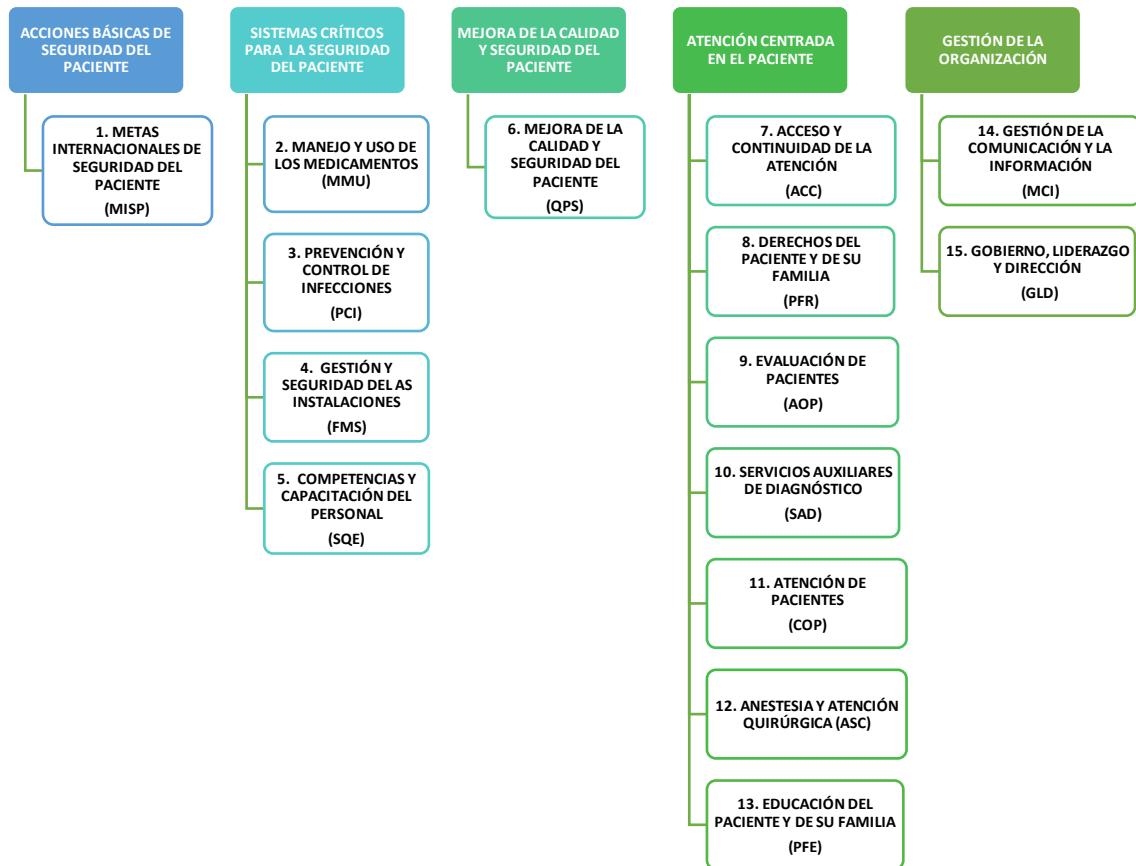 ACCIONES BÁSICAS DE
SEGURIDAD DEL
PACIENTE
1. METAS
INTERNACIONALES DE
SEGURIDAD DEL
PACIENTE
(MISP)
SISTEMAS CRÍTICOS
PARA LA SEGURIDAD
DEL PACIENTE
2. MANEJO Y USO DE
LOS MEDICAMENTOS
(MMU)
3. PREVENCIÓN Y
CONTROL DE
INFECCIONES
(PCI)
4. GESTIÓN Y
SEGURIDAD DEL AS
INSTALACIONES
(FMS)
5. COMPETENCIAS Y
CAPACITACIÓN DEL
PERSONAL
(SQE)
MEJORA DE LA CALIDAD
Y SEGURIDAD DEL
PACIENTE
6. MEJORA DE LA
CALIDAD Y
SEGURIDAD DEL
PACIENTE
(QPS)
ATENCIÓN CENTRADA
EN EL PACIENTE
7. ACCESO Y
CONTINUIDAD DE LA
ATENCIÓN
(ACC)
8. DERECHOS DEL
PACIENTE Y DE SU
FAMILIA
(PFR)
9. EVALUACIÓN DE
PACIENTES
(AOP)
10. SERVICIOS AUXILIARES
DE DIAGNÓSTICO
(SAD)
11. ATENCIÓN DE
PACIENTES
(COP)
12. ANESTESIA Y ATENCIÓN
QUIRÚRGICA (ASC)
13. EDUCACIÓN DEL
PACIENTE Y DE SU FAMILIA
(PFE)
GESTIÓN DE LA
ORGANIZACIÓN
14. GESTIÓN DE LA
COMUNICACIÓN Y LA
INFORMACIÓN
(MCI)
15. GOBIERNO, LIDERAZGO
Y DIRECCIÓN
(GLD)